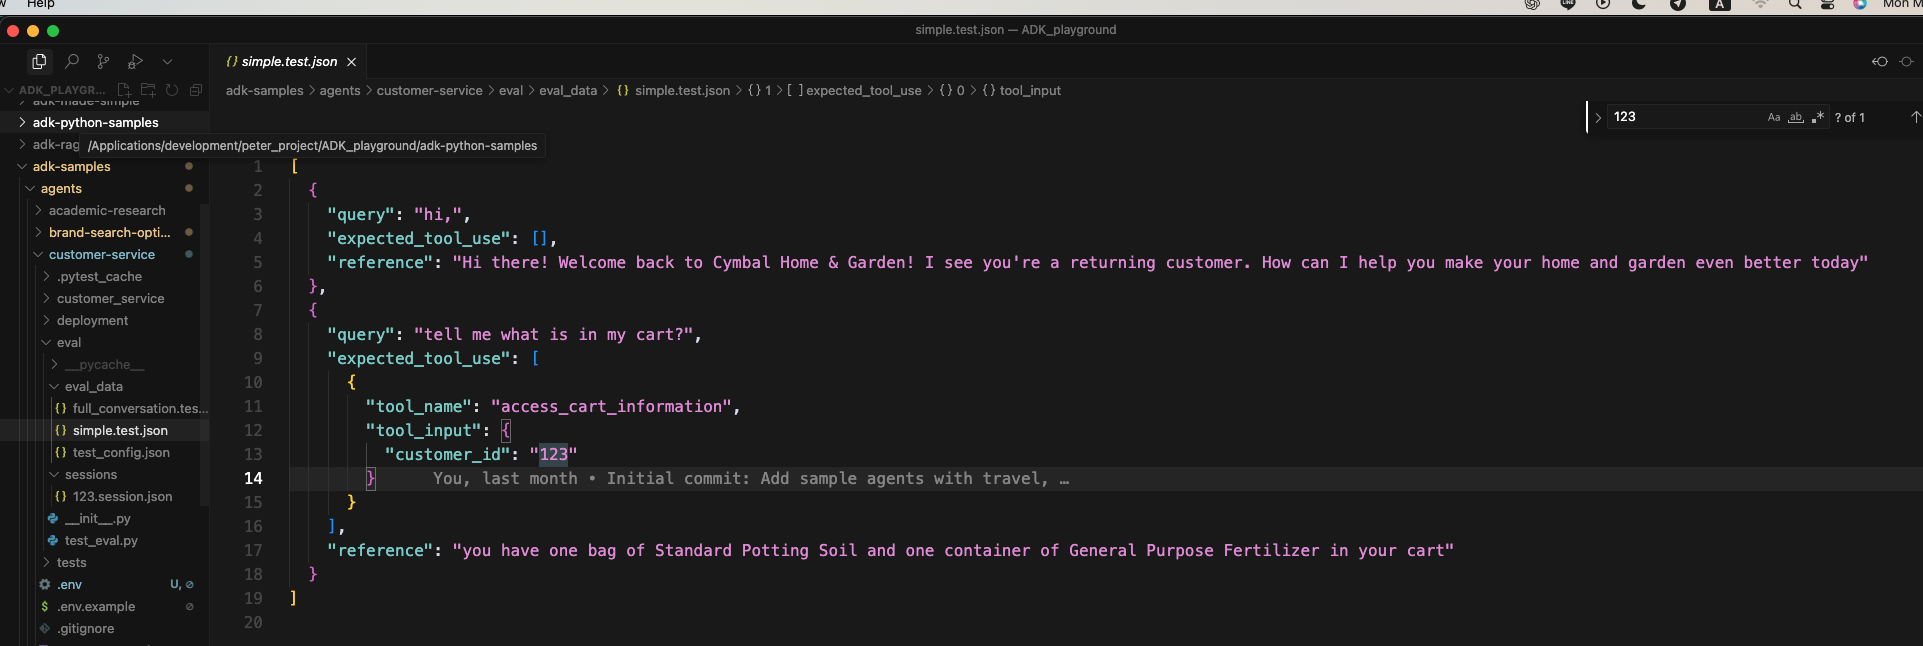 w Help
Mon M
simple.test.json — ADK_playground
{} simple.test.json ×
ADK_PLAYGR...
adk-samples > agents > customer-service > eval > eval_data > {} simple.test.json > {} 1 > [ ] expected_tool_use > {} 0 > {} tool_input
123
Aa ab .* ? of 1
adk-made-simple
adk-python-samples
adk-rag
/Applications/development/peter_project/ADK_playground/adk-python-samples
adk-samples
agents
academic-research
brand-search-opti...
customer-service
.pytest_cache
customer_service
deployment
eval
__pycache__
eval_data
{} full_conversation.tes...
{} simple.test.json
{} test_config.json
sessions
{} 123.session.json
__init__.py
test_eval.py
tests
.env U,
$ .env.example
.gitignore
1 [
2 {
3 "query": "hi,",
4 "expected_tool_use": [],
5 "reference": "Hi there! Welcome back to Cymbal Home & Garden! I see you're a returning customer. How can I help you make your home and garden even better today"
6 },
7 {
8 "query": "tell me what is in my cart?",
9 "expected_tool_use": [
10 {
11 "tool_name": "access_cart_information",
12 "tool_input": {
13 "customer_id": "123"
14 } You, last month • Initial commit: Add sample agents with travel, …
15 }
16 ],
17 "reference": "you have one bag of Standard Potting Soil and one container of General Purpose Fertilizer in your cart"
18 }
19 ]
20